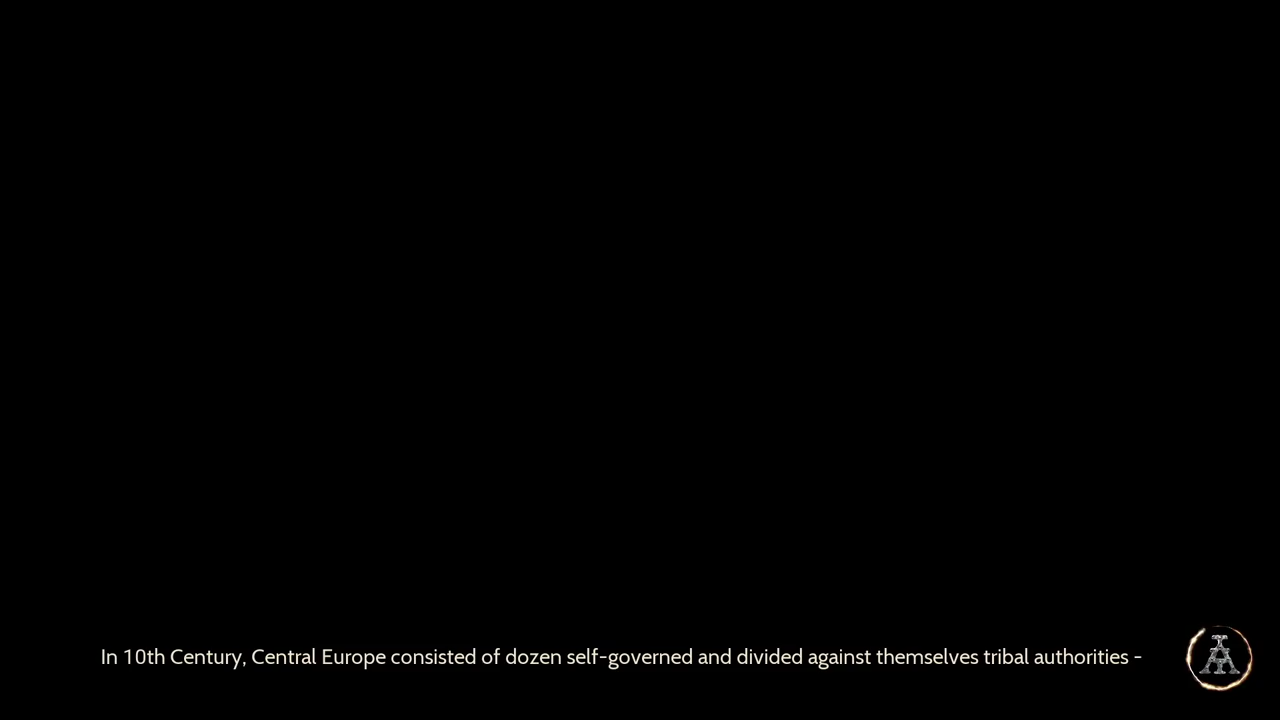 In 10th Century, Central Europe consisted of dozen self-governed and divided against themselves tribal authorities -